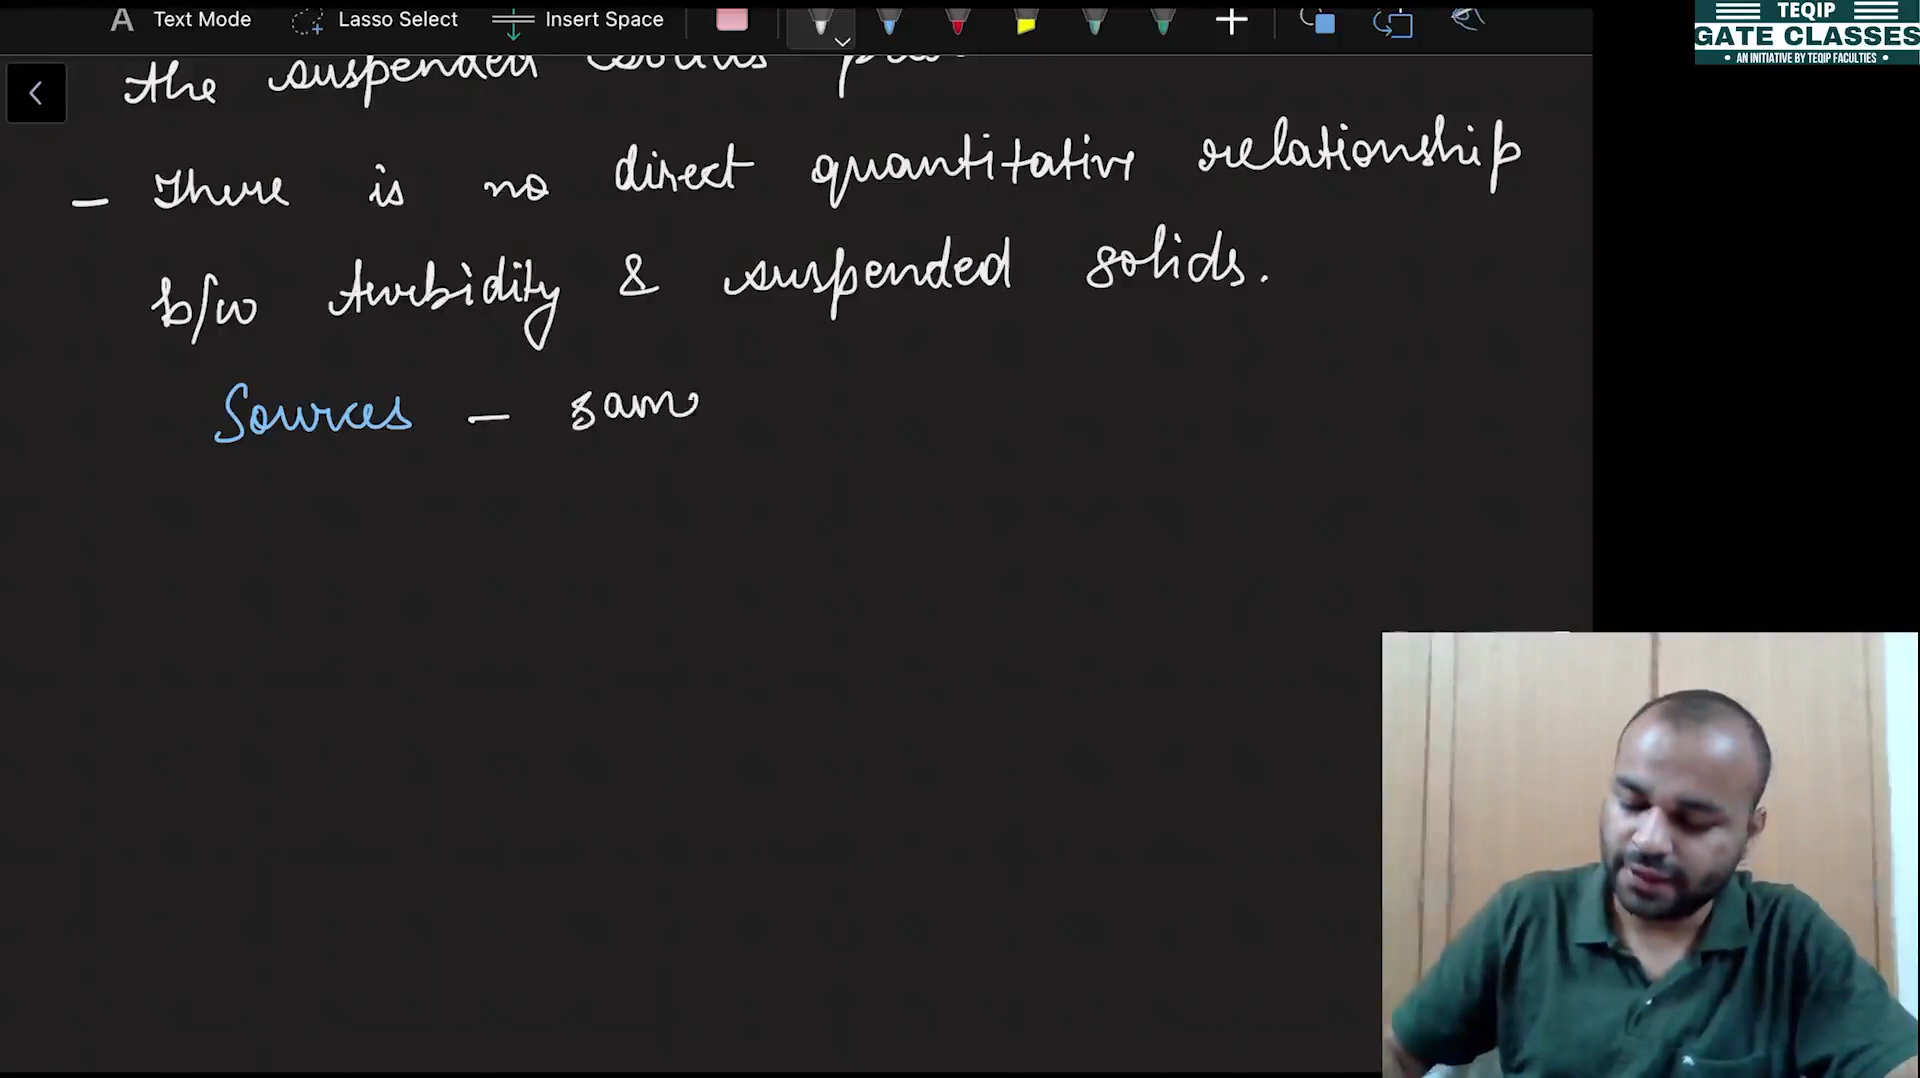 A Text Mode Lasso Select Insert Space
TEQIP
GATE CLASSES
• AN INITIATIVE BY TEQIP FACULTIES •
the suspended
- There is no direct quantitative relationship
b/w turbidity & suspended solids.
Sources - sam